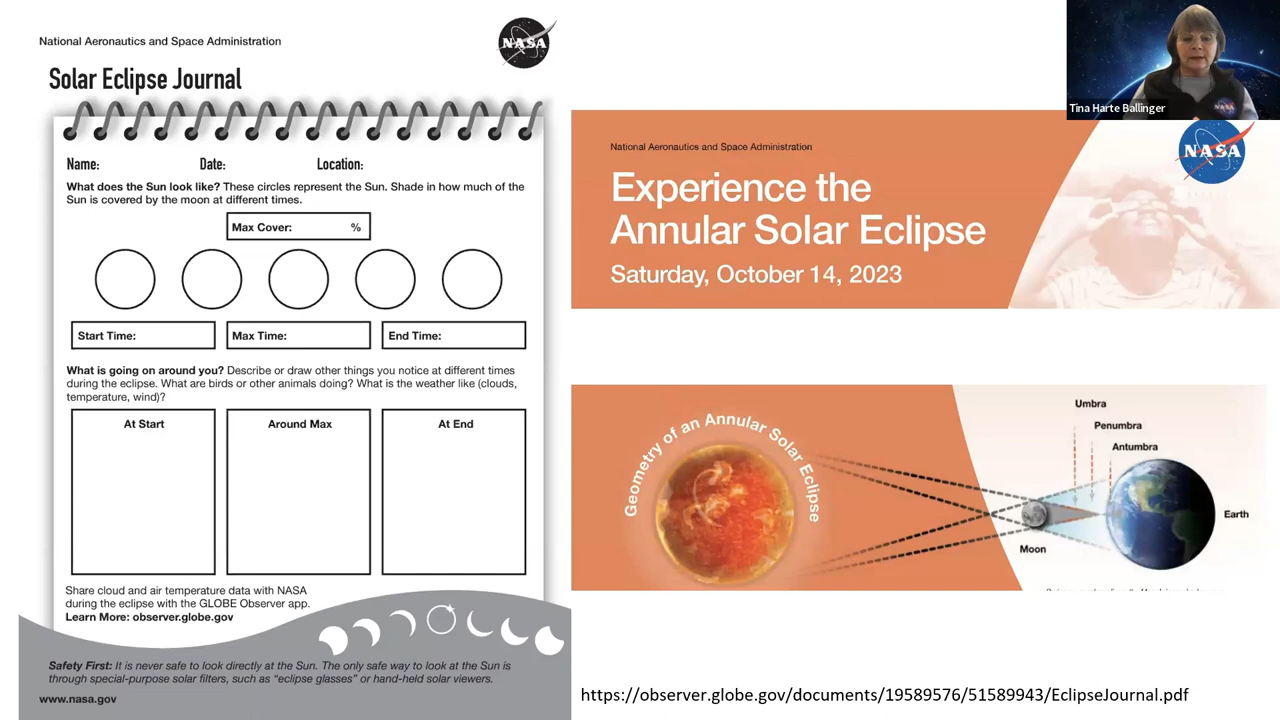 National Aeronautics and Space Administration
NASA
Solar Eclipse Journal
Name:
Date:
Location:
What does the Sun look like? These circles represent the Sun. Shade in how much of the
Sun is covered by the moon at different times.
Max Cover: %
Start Time:
Max Time:
End Time:
What is going on around you? Describe or draw other things you notice at different times
during the eclipse. What are birds or other animals doing? What is the weather like (clouds,
temperature, wind)?
At Start
Around Max
At End
Share cloud and air temperature data with NASA
during the eclipse with the GLOBE Observer app.
Learn More: observer.globe.gov
Safety First: It is never safe to look directly at the Sun. The only safe way to look at the Sun is
through special-purpose solar filters, such as “eclipse glasses” or hand-held solar viewers.
www.nasa.gov
Tina Harte Ballinger
NASA
National Aeronautics and Space Administration
NASA
Experience the
Annular Solar Eclipse
Saturday, October 14, 2023
Geometry of an Annular Solar Eclipse
Umbra
Penumbra
Antumbra
Earth
Moon
https://observer.globe.gov/documents/19589576/51589943/EclipseJournal.pdf